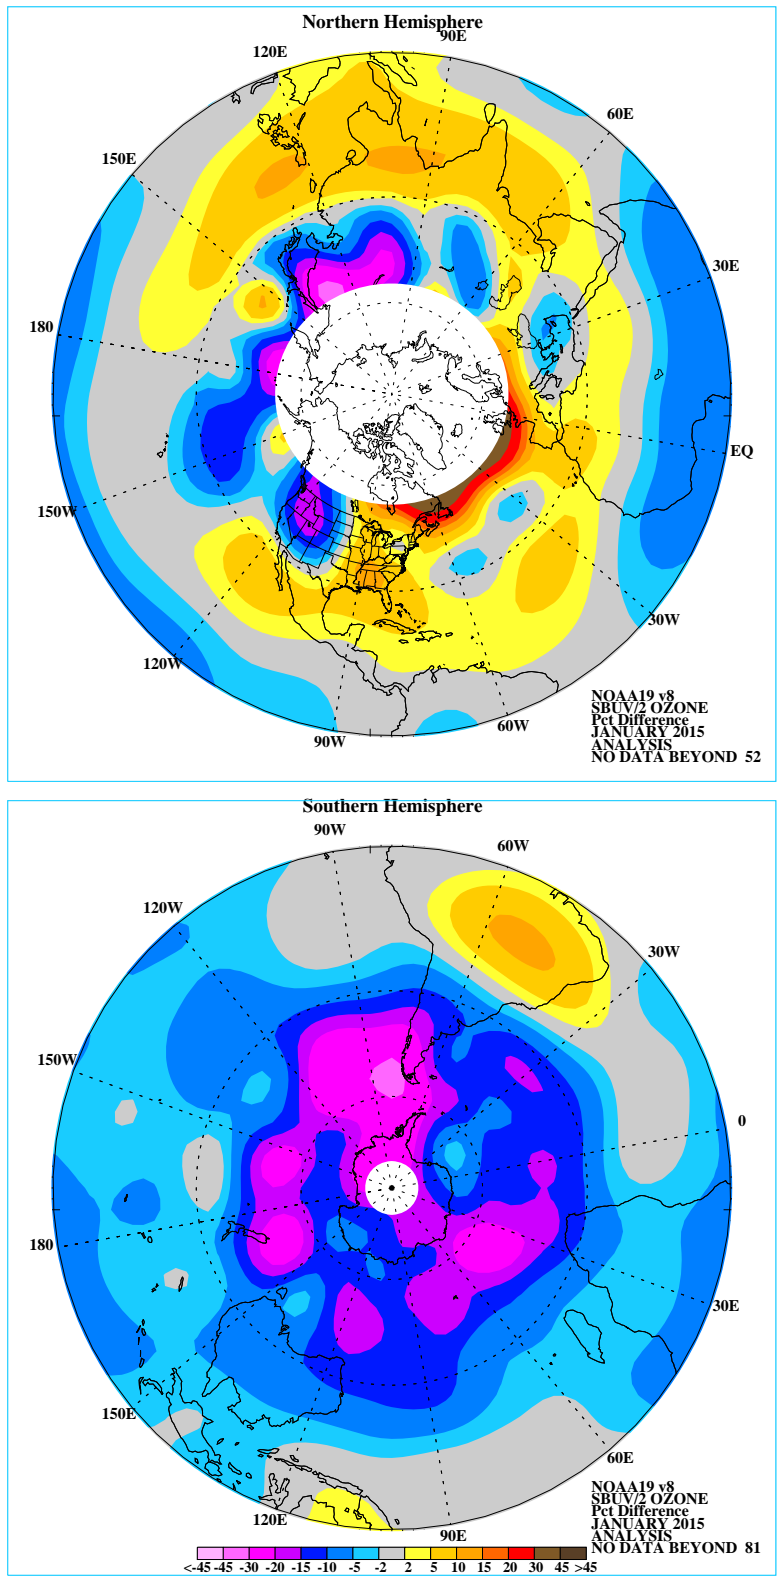 Northern Hemisphere
90E
120E
60E
150E
30E
180
EQ
150W
30W
120W
60W
90W
NOAA19 v8
SBUV/2 OZONE
Pct Difference
JANUARY 2015
ANALYSIS
NO DATA BEYOND 52
Southern Hemisphere
90W
60W
120W
30W
150W
0
180
30E
150E
60E
120E
90E
NOAA19 v8
SBUV/2 OZONE
Pct Difference
JANUARY 2015
ANALYSIS
NO DATA BEYOND 81
<-45 -45 -30 -20 -15 -10 -5 -2 2 5 10 15 20 30 45 >45